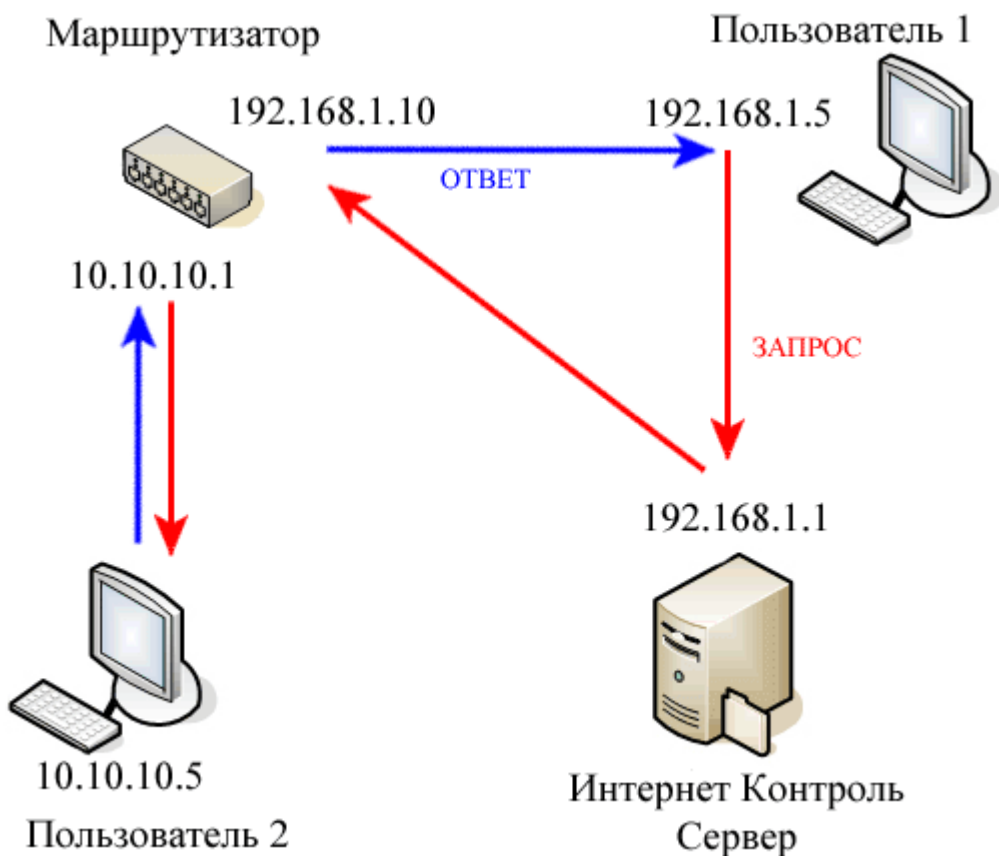 Маршрутизатор
Пользователь 1
192.168.1.10
192.168.1.5
ОТВЕТ
10.10.10.1
ЗАПРОС
192.168.1.1
10.10.10.5
Пользователь 2
Интернет Контроль
Сервер